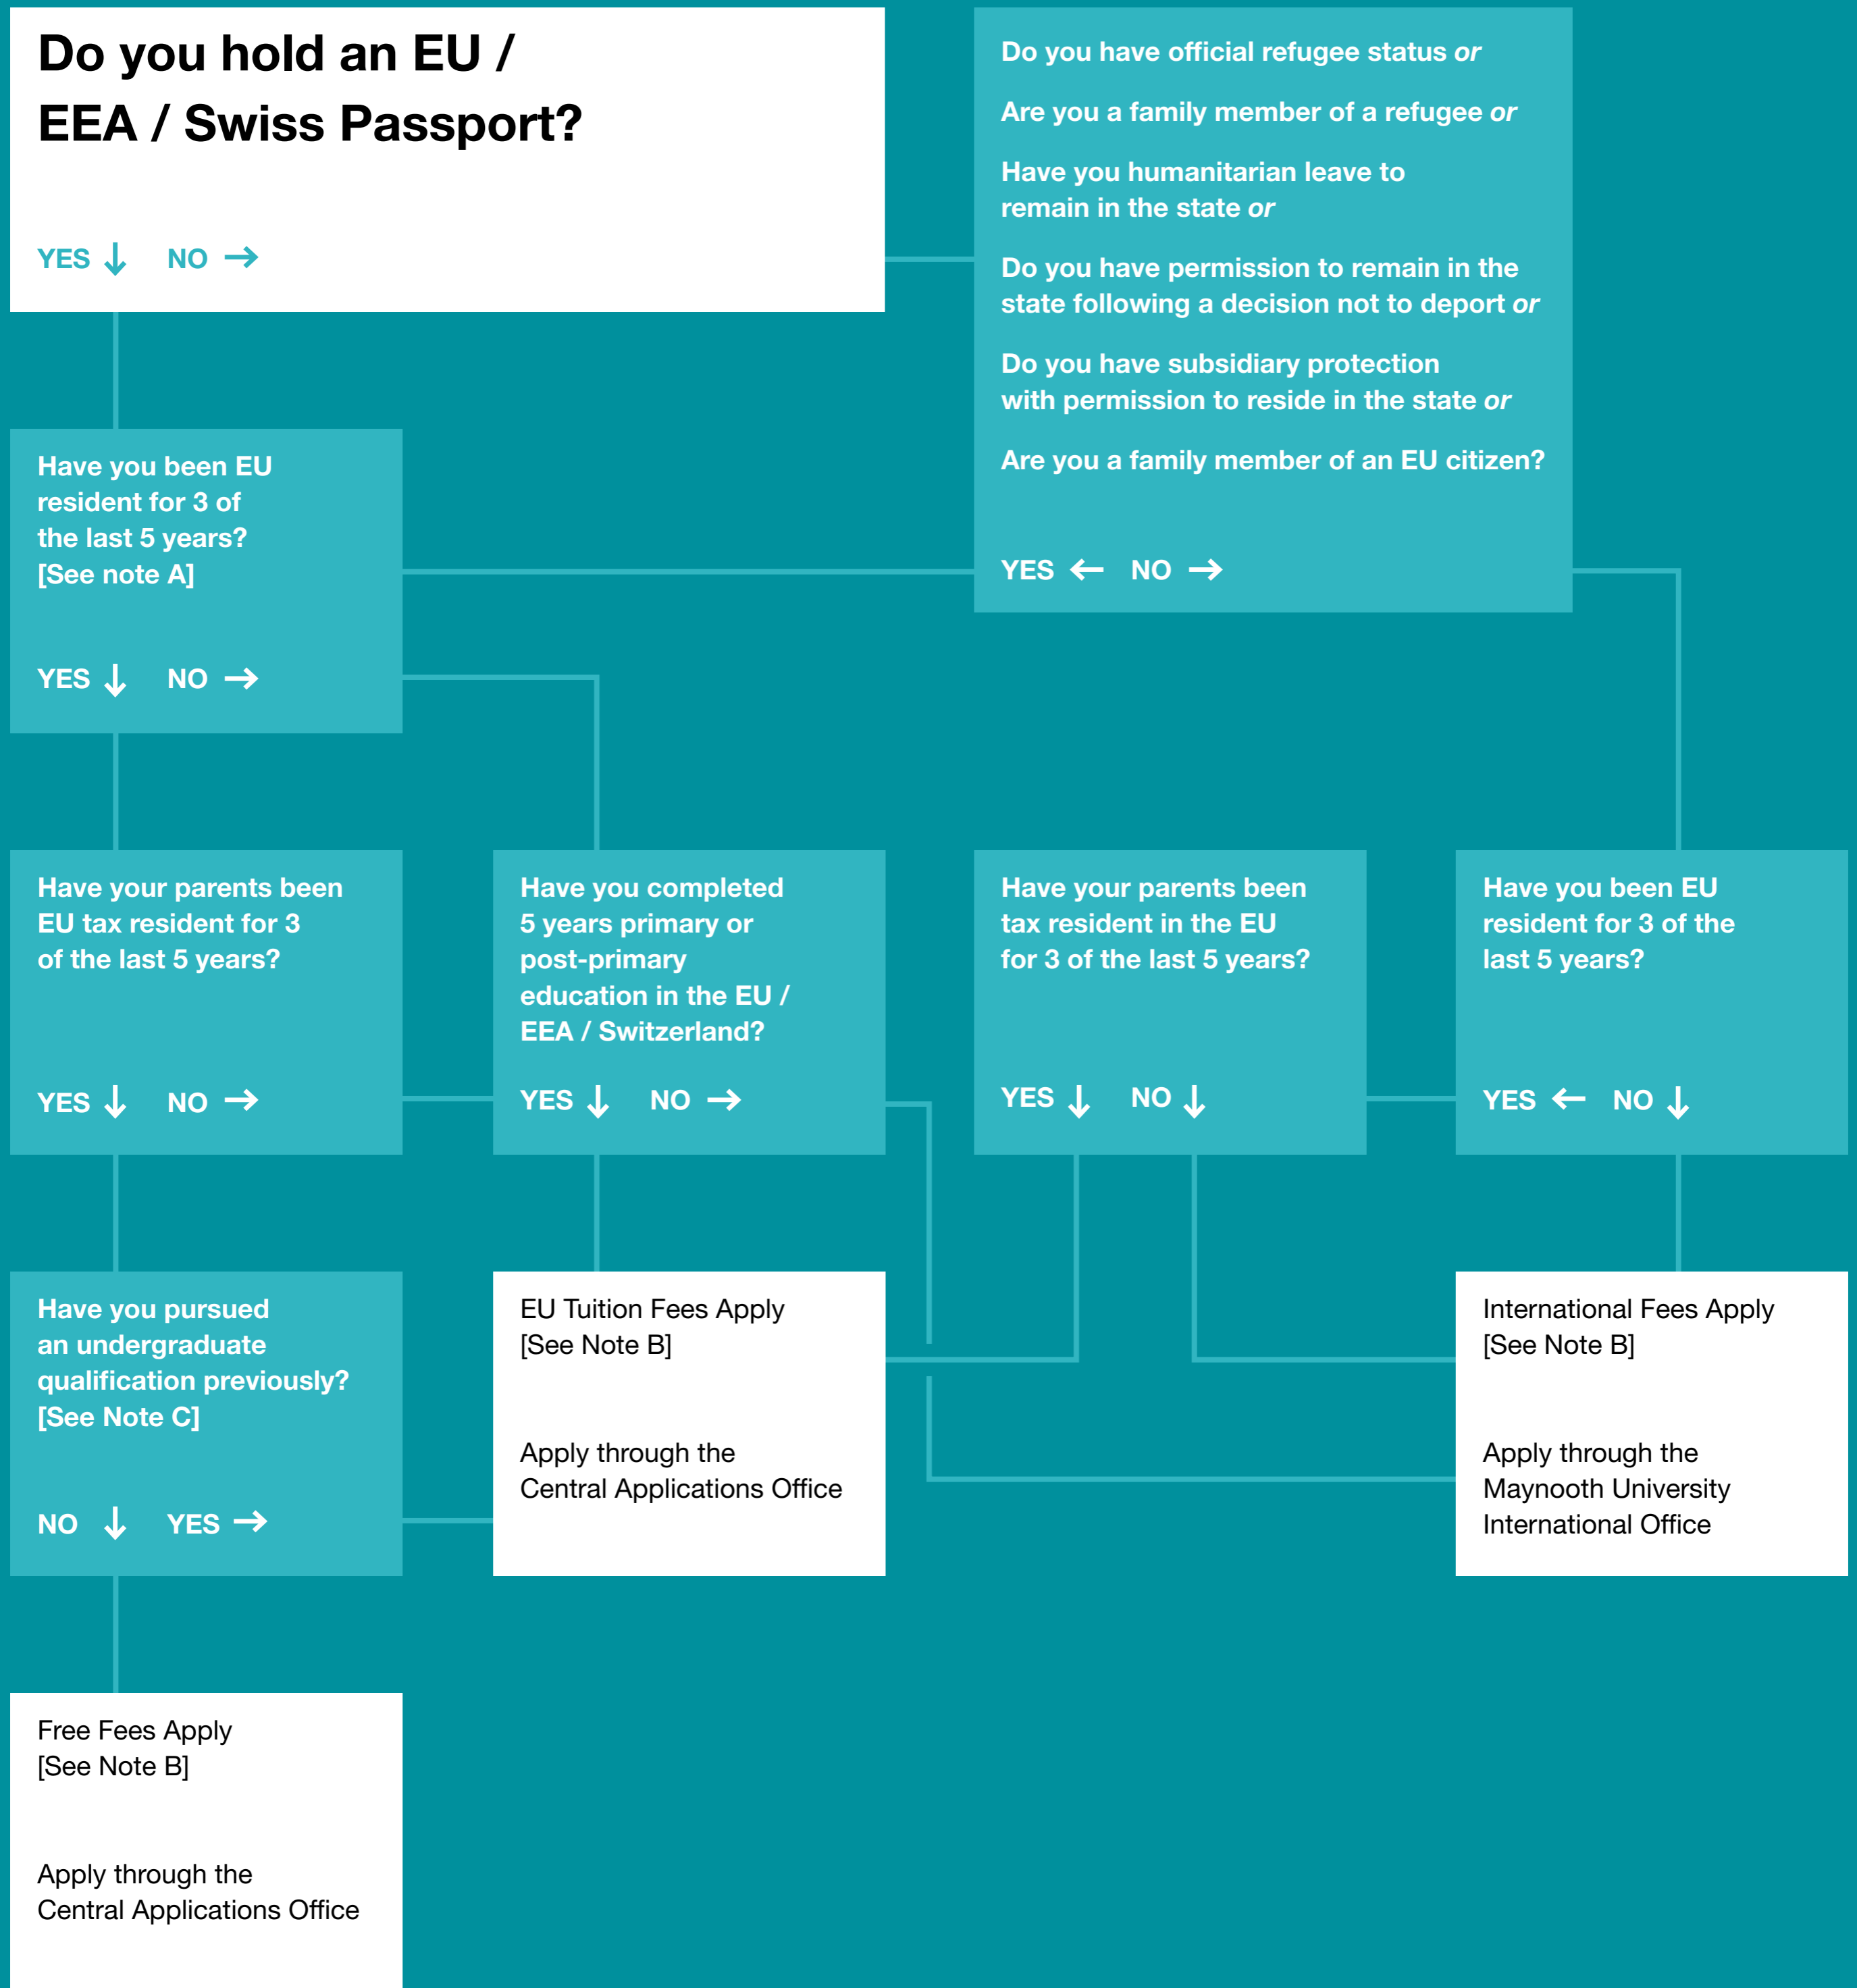 Do you hold an EU /
EEA / Swiss Passport?
YES ↓ NO →
Do you have official refugee status or
Are you a family member of a refugee or
Have you humanitarian leave to
remain in the state or
Do you have permission to remain in the
state following a decision not to deport or
Do you have subsidiary protection
with permission to reside in the state or
Are you a family member of an EU citizen?
YES ← NO →
Have you been EU
resident for 3 of
the last 5 years?
[See note A]
YES ↓ NO →
Have your parents been
EU tax resident for 3
of the last 5 years?
YES ↓ NO →
Have you completed
5 years primary or
post-primary
education in the EU /
EEA / Switzerland?
YES ↓ NO →
Have your parents been
tax resident in the EU
for 3 of the last 5 years?
YES ↓ NO ↓
Have you been EU
resident for 3 of the
last 5 years?
YES ← NO ↓
Have you pursued
an undergraduate
qualification previously?
[See Note C]
NO ↓ YES →
EU Tuition Fees Apply
[See Note B]
Apply through the
Central Applications Office
International Fees Apply
[See Note B]
Apply through the
Maynooth University
International Office
Free Fees Apply
[See Note B]
Apply through the
Central Applications Office